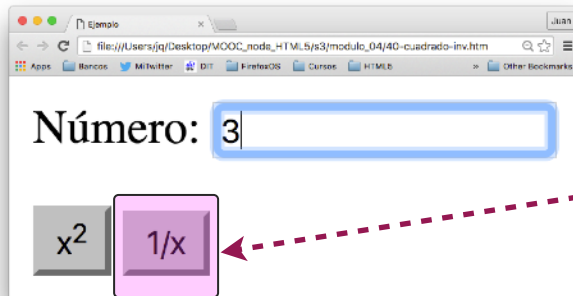 Ejemplo
Juan
file:///Users/jq/Desktop/MOOC_node_HTML5/s3/modulo_04/40-cuadrado-inv.htm
Apps Bancos MiTwitter DIT FirefoxOS Cursos HTML5 » Other Bookmarks
Número: 3
x² 1/x